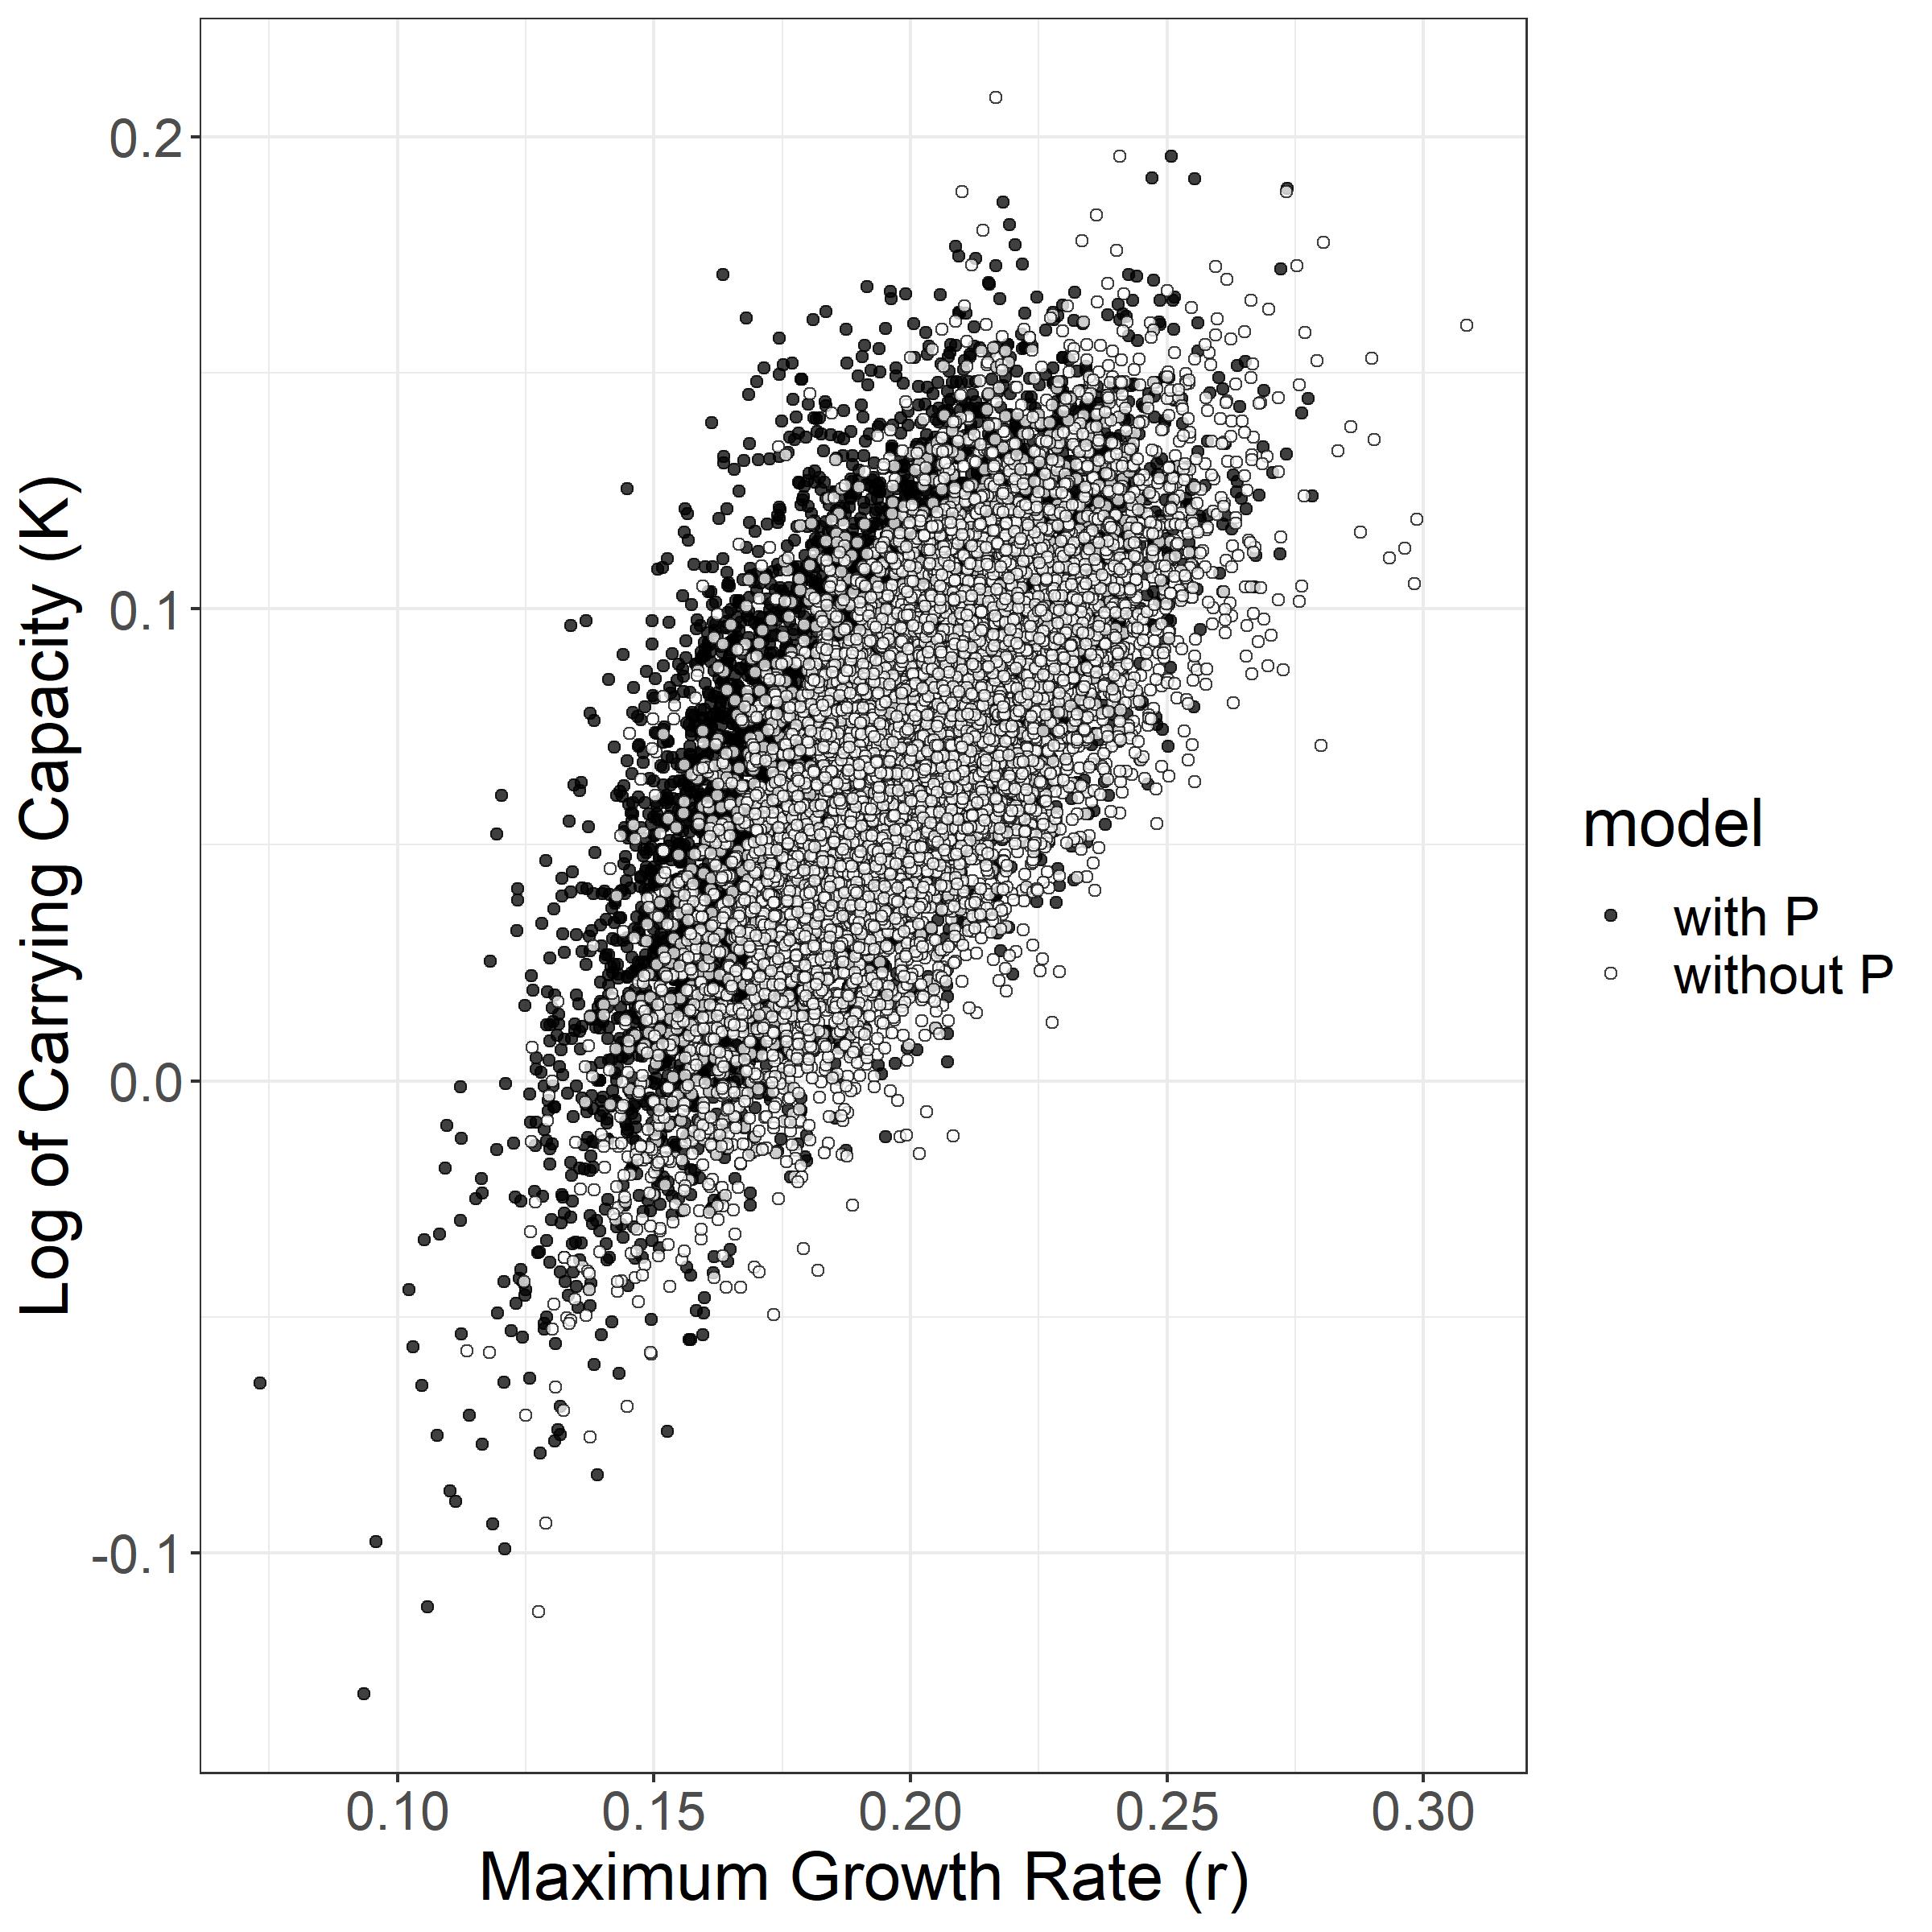 0.2
0.1
0.0
-0.1
Log of Carrying Capacity (K)
0.10 0.15 0.20 0.25 0.30
Maximum Growth Rate (r)
model
with P
without P